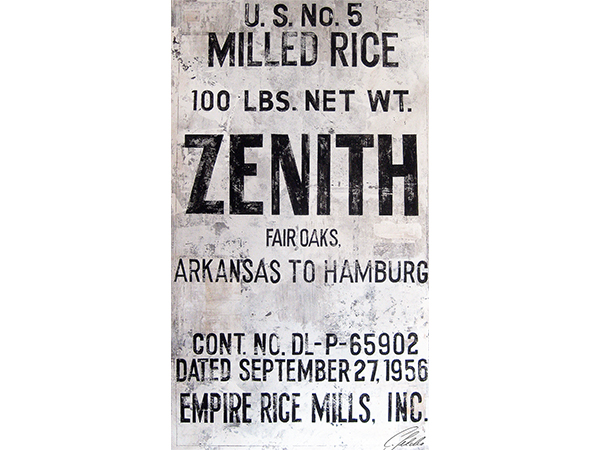 U. S. No. 5
MILLED RICE
100 LBS. NET WT.
ZENITH
FAIR OAKS,
ARKANSAS TO HAMBURG
CONT. NO. DL-P-65902
DATED SEPTEMBER 27, 1956
EMPIRE RICE MILLS, INC.